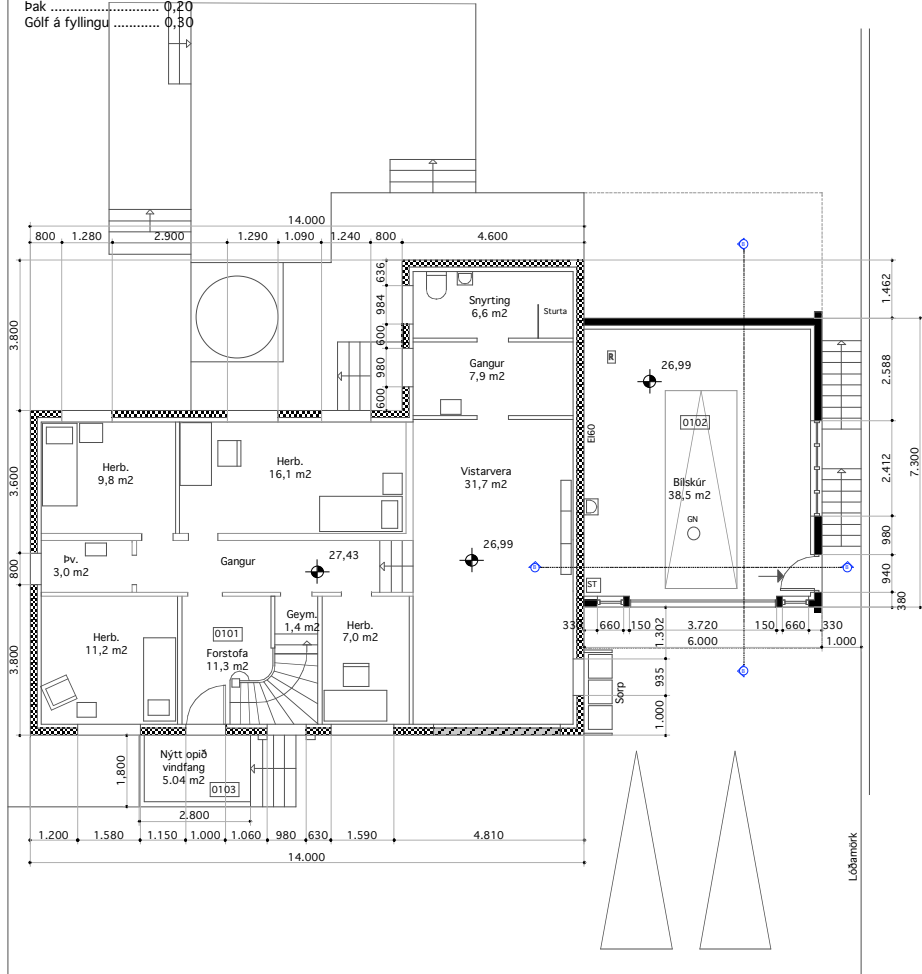 Þak ............................ 0,20
Gólf á fyllingu ............ 0,30
14.000
800 1.280 2.900 1.290 1.090 1.240 800 4.600
3.800
3.600
800
3.800
636
984
600
980
600
Snyrting
6,6 m2
Sturta
Gangur
7,9 m2
26,99
0102
EI60
Bílskúr
38,5 m2
GN
ST
1.462
2.588
2.412
980
940
380
7.300
Herb.
9,8 m2
Herb.
16,1 m2
Vistarvera
31,7 m2
26,99
Þv.
3,0 m2
Gangur
27,43
Herb.
11,2 m2
0101
Forstofa
11,3 m2
Geym.
1,4 m2
Herb.
7,0 m2
330 660 150 3.720 150 660 330
6.000 1.000
1.302
935
1.000
Sorp
Nýtt opið
vindfang
5.04 m2
0103
1,800
2.800
1.200 1.580 1.150 1.000 1.060 980 630 1.590 4.810
14.000
Lóðamörk